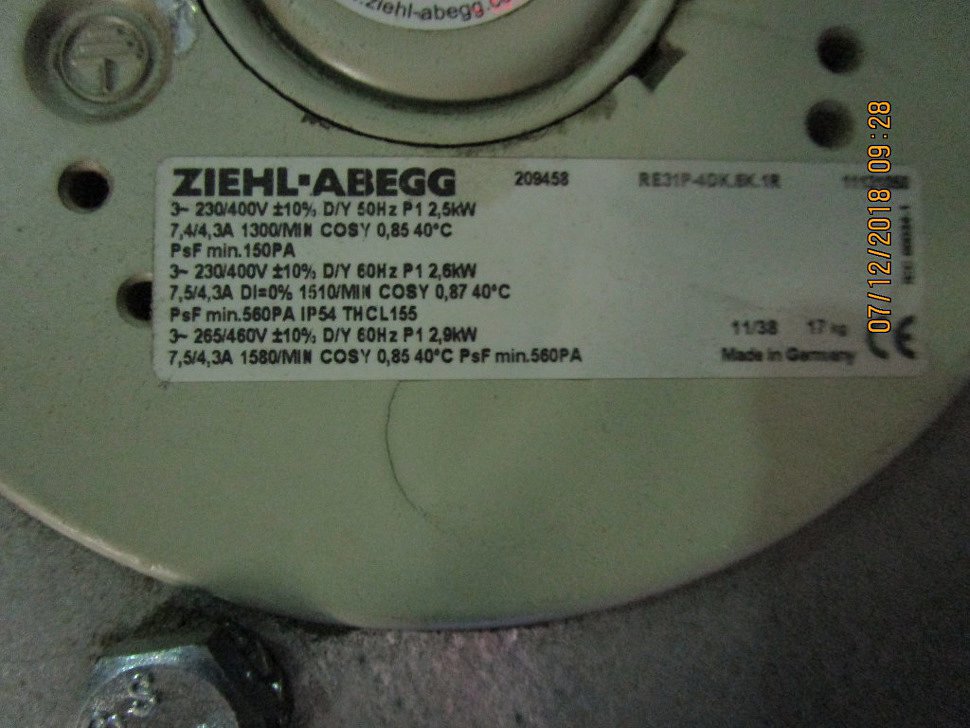 ziehl-abegg.co
ZIEHL-ABEGG 209458 RE31P-4DK.6K.1R
3~ 230/400V ±10% D/Y 50Hz P1 2,5kW
7,4/4,3A 1300/MIN COSY 0,85 40°C
PsF min.150PA
3~ 230/400V ±10% D/Y 60Hz P1 2,6kW
7,5/4,3A DI=0% 1510/MIN COSY 0,87 40°C
PsF min.560PA IP54 THCL155
3~ 265/460V ±10% D/Y 60Hz P1 2,9kW 11/38 17 kg
7,5/4,3A 1580/MIN COSY 0,85 40°C PsF min.560PA Made in Germany CE
07/12/2018 09:28